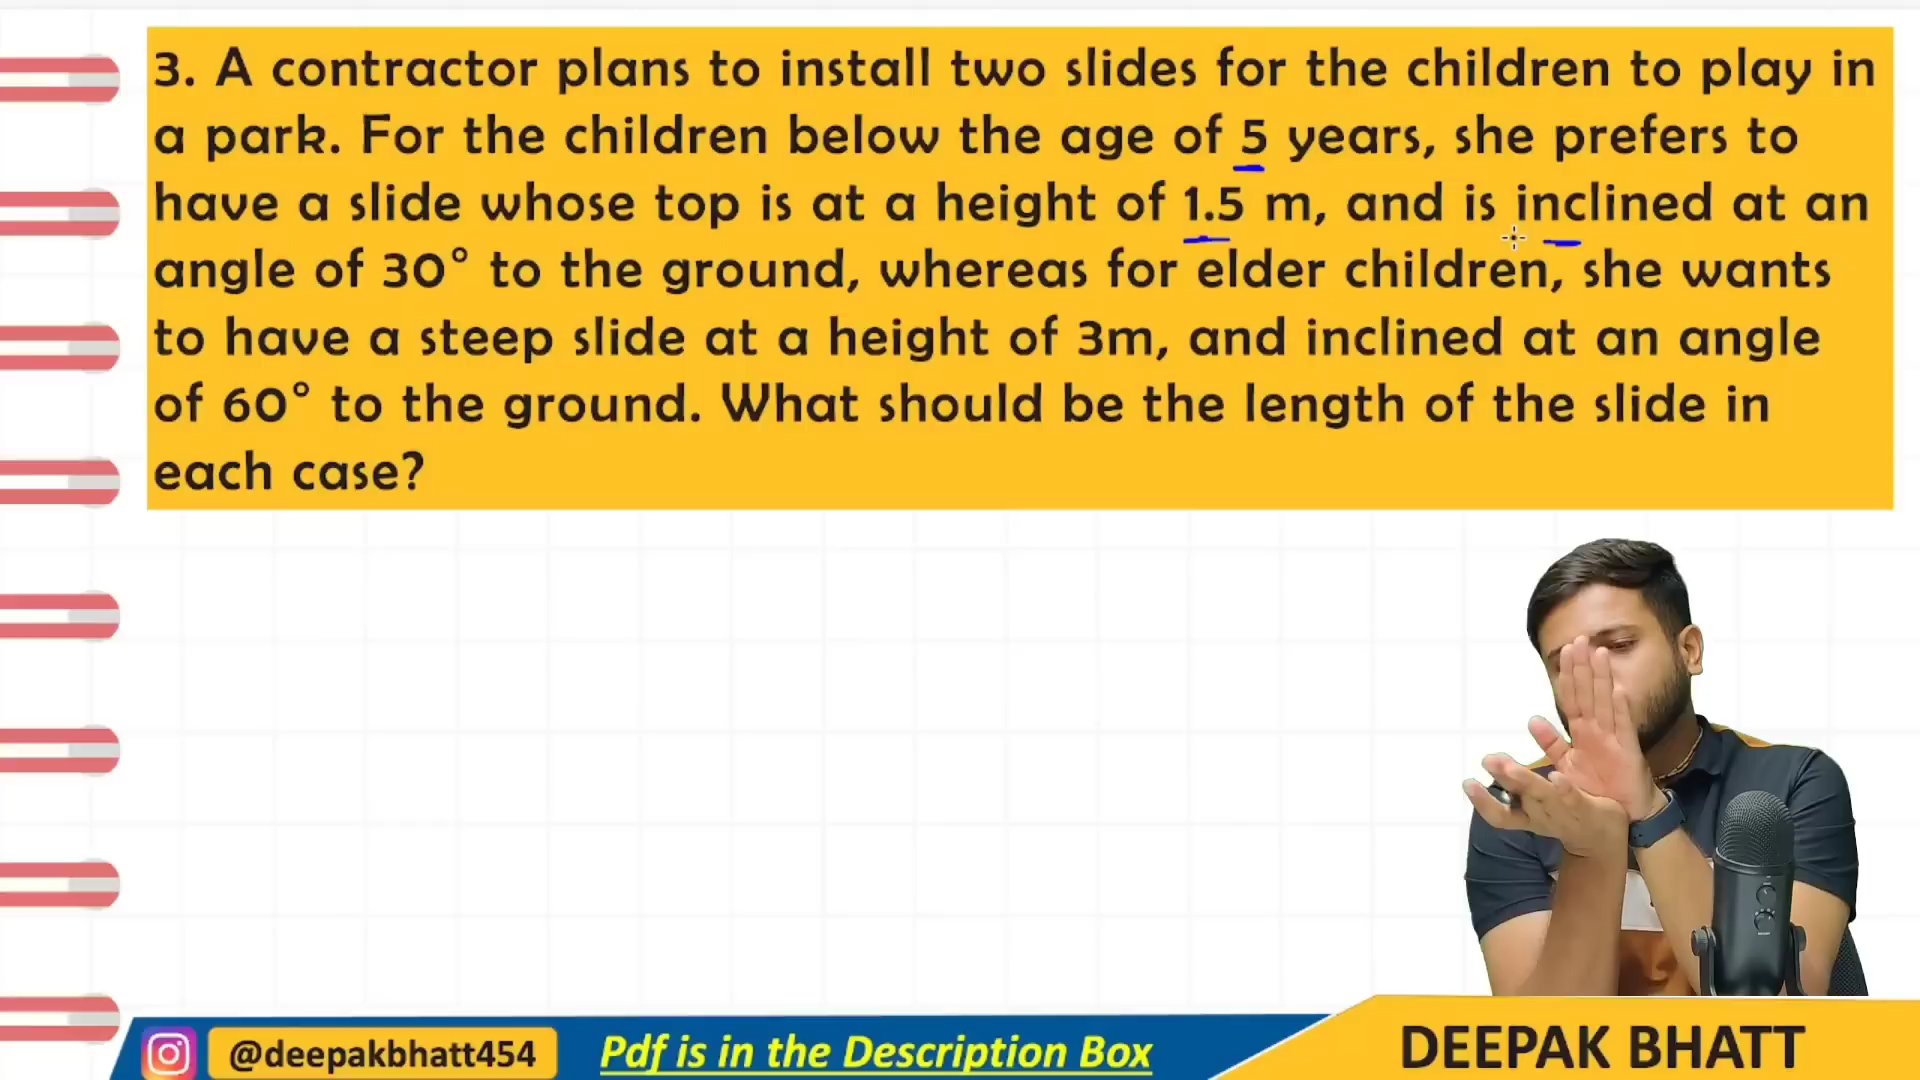 3. A contractor plans to install two slides for the children to play in
a park. For the children below the age of 5 years, she prefers to
have a slide whose top is at a height of 1.5 m, and is inclined at an
angle of 30° to the ground, whereas for elder children, she wants
to have a steep slide at a height of 3m, and inclined at an angle
of 60° to the ground. What should be the length of the slide in
each case?
@deepakbhatt454
Pdf is in the Description Box
DEEPAK BHATT